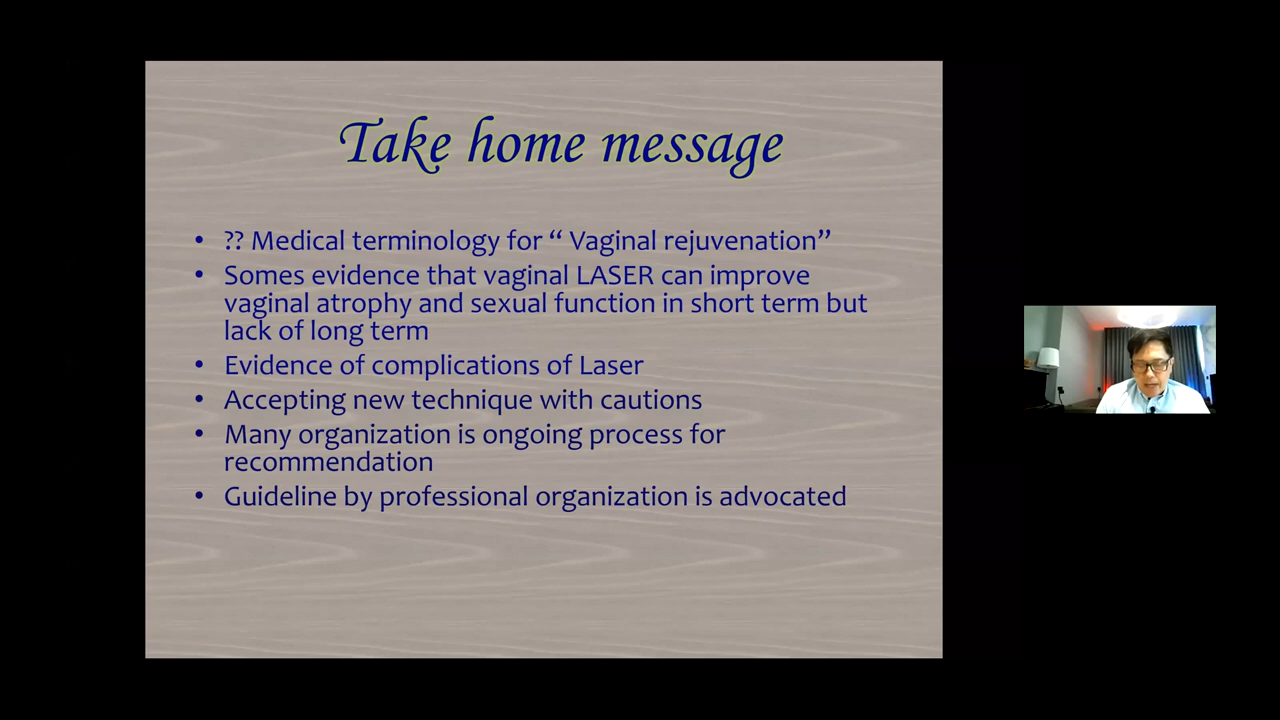 Take home message
• ?? Medical terminology for “ Vaginal rejuvenation”
• Somes evidence that vaginal LASER can improve
vaginal atrophy and sexual function in short term but
lack of long term
• Evidence of complications of Laser
• Accepting new technique with cautions
• Many organization is ongoing process for
recommendation
• Guideline by professional organization is advocated